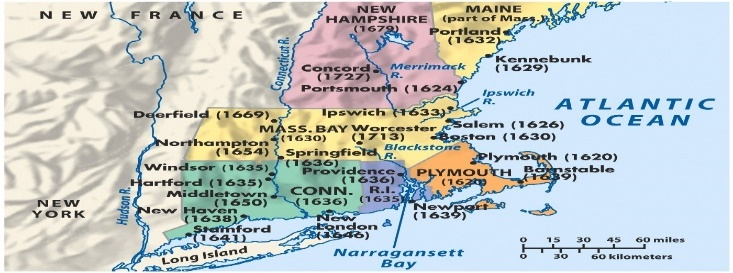 NEW FRANCE
NEW
HAMPSHIRE
(1679)
MAINE
(part of Mass.)
Portland
(1632)
Connecticut R.
Concord
(1727)
Merrimack
R.
Kennebunk
(1629)
Portsmouth (1624)
Ipswich
R.
ATLANTIC
OCEAN
Deerfield (1669)
Ipswich (1633)
MASS. BAY
(1630)
Worcester
(1713)
Salem (1626)
Boston (1630)
Northampton
(1654)
Springfield
(1636)
Blackstone
R.
Plymouth (1620)
Windsor (1635)
Providence
(1636)
PLYMOUTH
Barnstable
(1639)
Hartford (1635)
CONN.
(1636)
R.I.
(1635
Middletown
(1650)
NEW
YORK
Hudson R.
New Haven
(1638)
Newport
(1639)
New
London
(1646)
Stamford
(1641)
Long Island
Narragansett
Bay
0 15 30 45 60 miles
0 30 60 kilometers